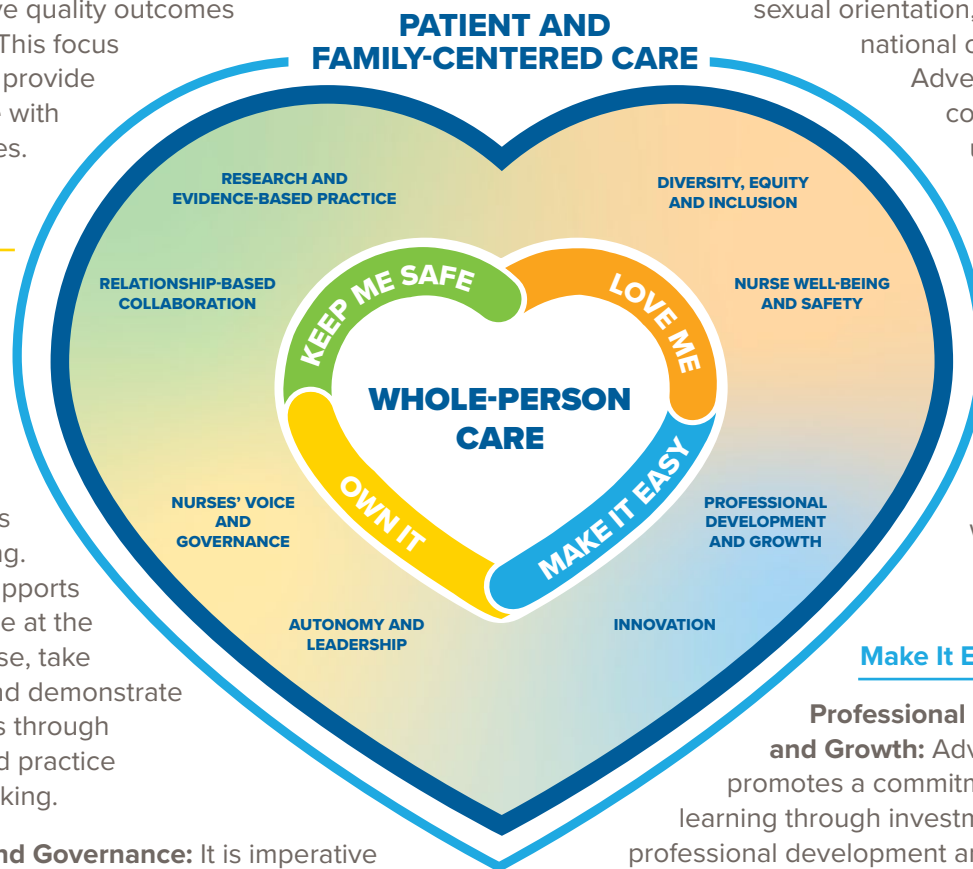 ve quality outcomes
This focus
provide
with
es.
PATIENT AND
FAMILY-CENTERED CARE
sexual orientation,
national o
Adve
co
RESEARCH AND
EVIDENCE-BASED PRACTICE
DIVERSITY, EQUITY
AND INCLUSION
RELATIONSHIP-BASED
COLLABORATION
NURSE WELL-BEING
AND SAFETY
KEEP ME SAFE
LOVE ME
WHOLE-PERSON
CARE
OWN IT
MAKE IT EASY
NURSES’ VOICE
AND
GOVERNANCE
PROFESSIONAL
DEVELOPMENT
AND GROWTH
AUTONOMY AND
LEADERSHIP
INNOVATION
s
ng.
pports
e at the
se, take
nd demonstrate
s through
d practice
king.
nd Governance: It is imperative
Make It E
Professional
and Growth: Adv
promotes a commitm
learning through investm
professional development an